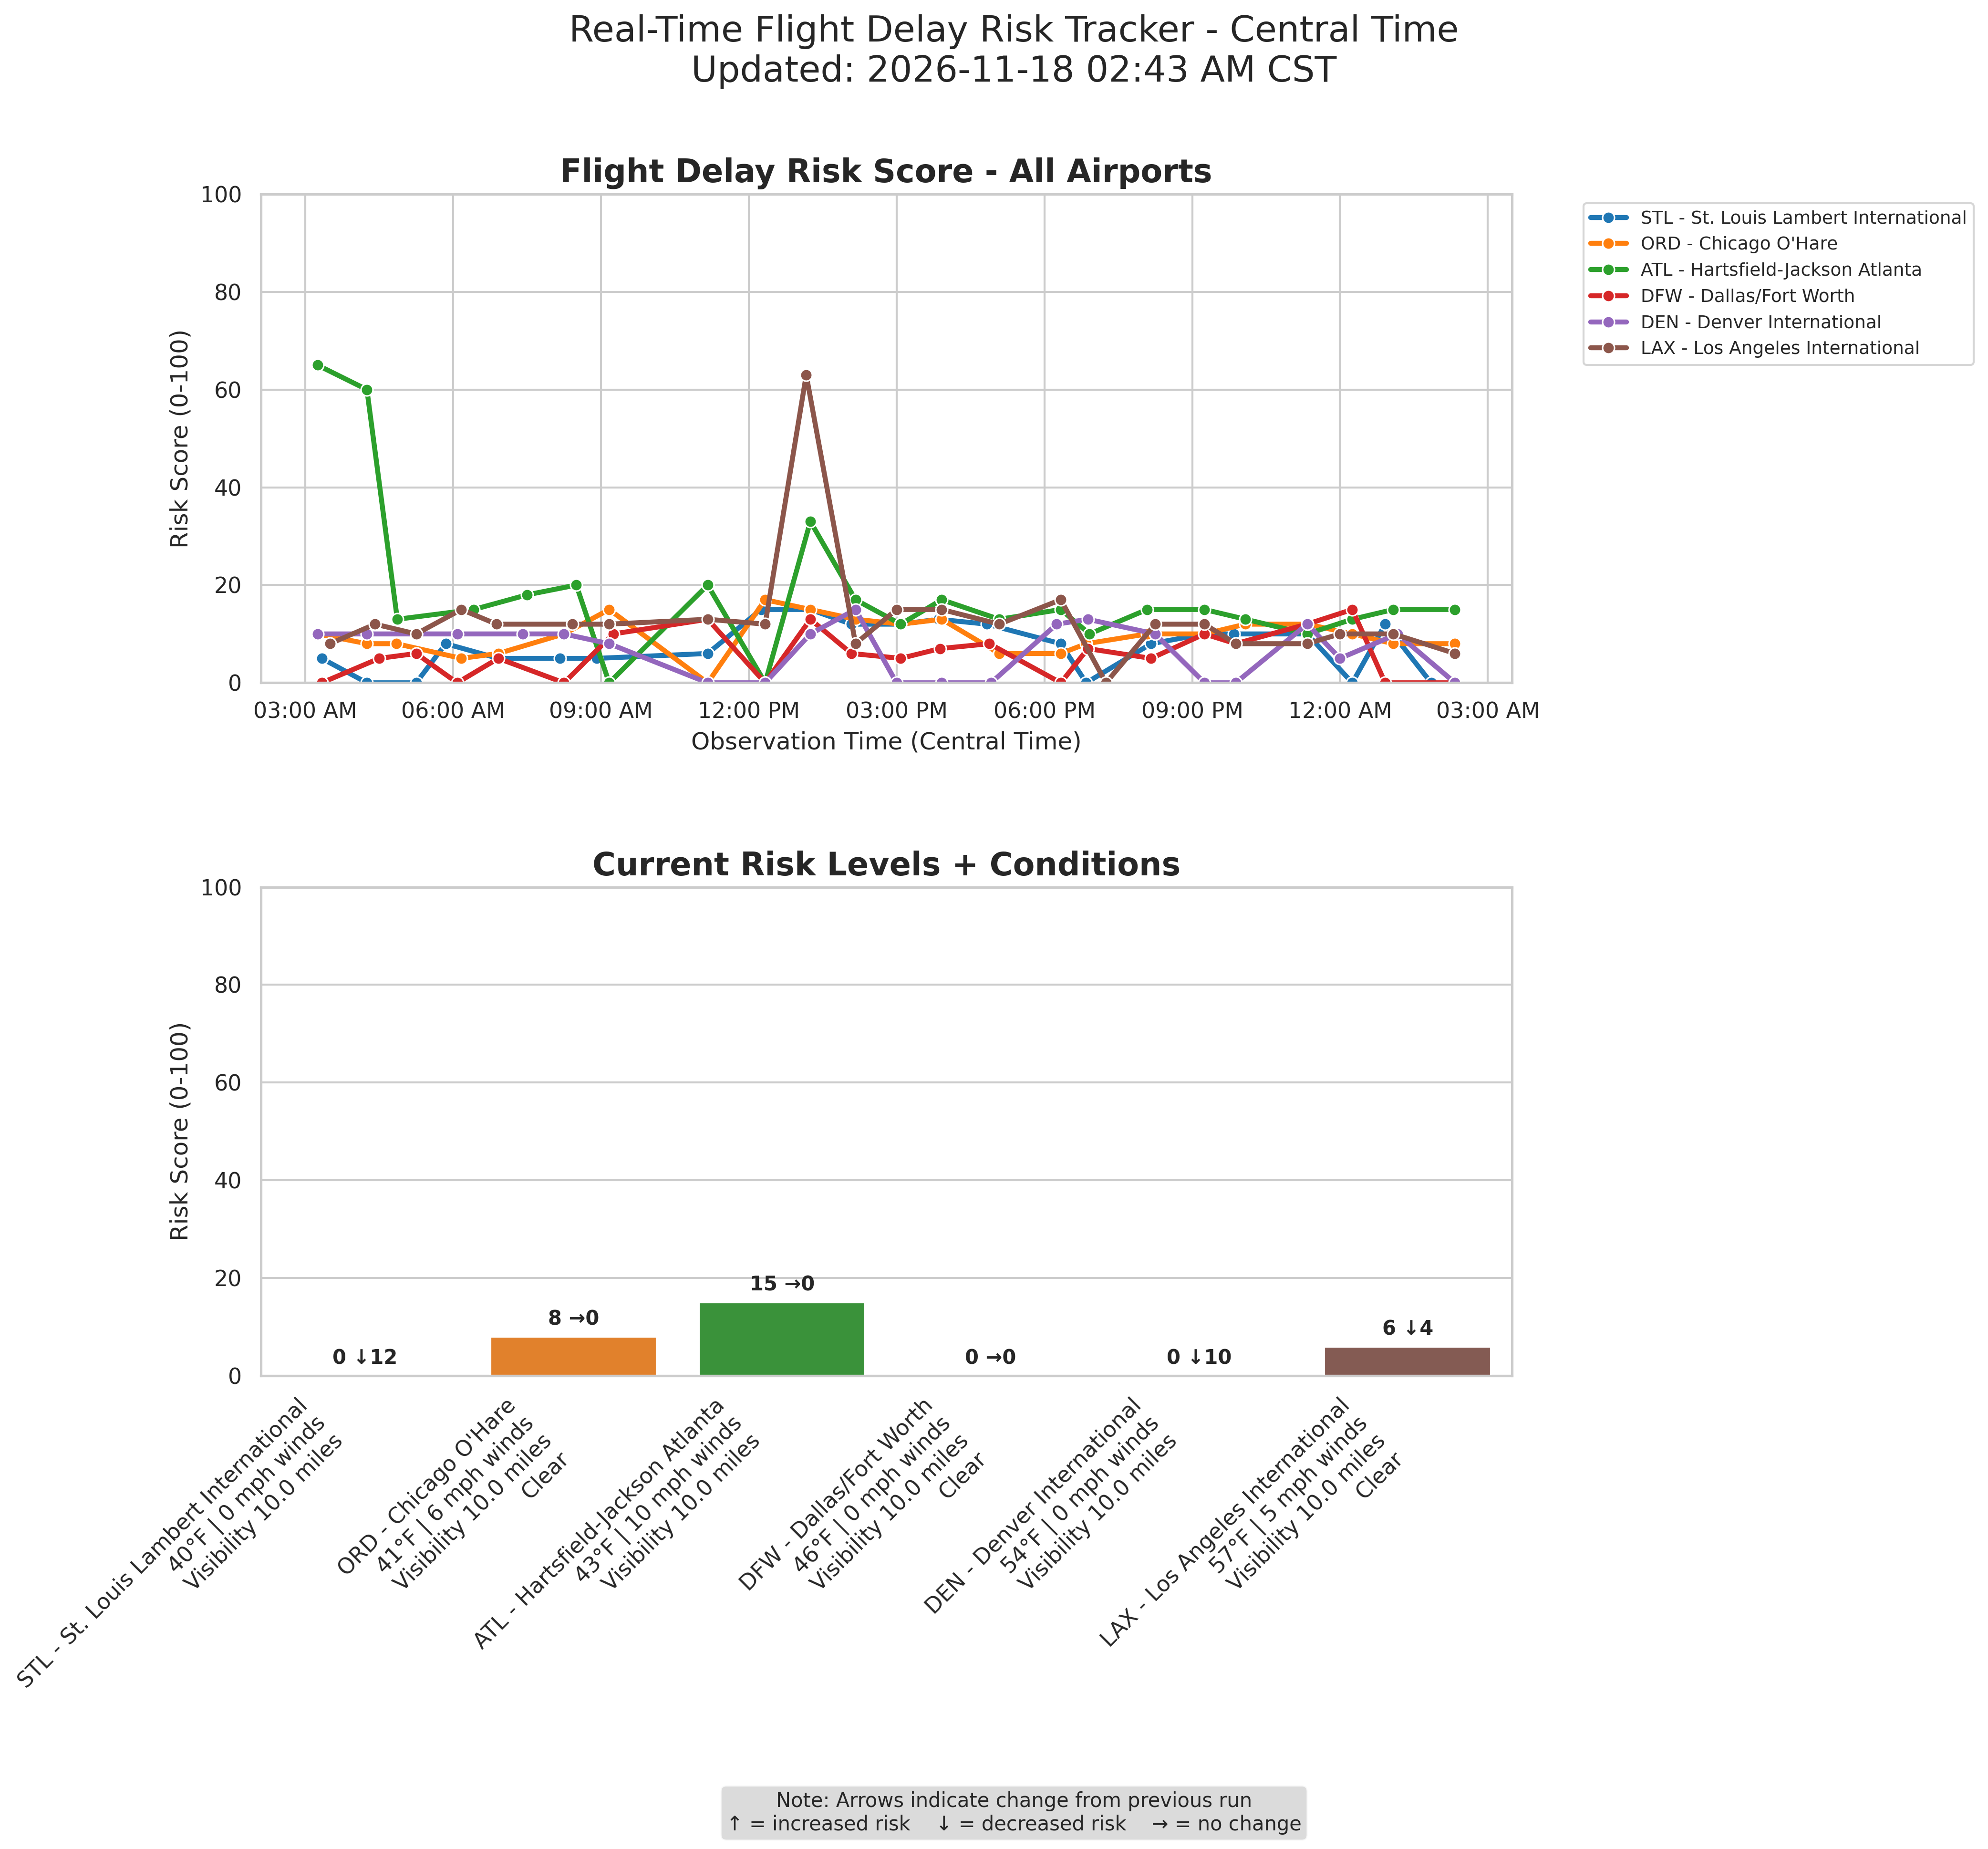 Real-Time Flight Delay Risk Tracker - Central Time
Updated: 2026-11-18 02:43 AM CST
Flight Delay Risk Score - All Airports
Risk Score (0-100)
100
80
60
40
20
0
03:00 AM
06:00 AM
09:00 AM
12:00 PM
03:00 PM
06:00 PM
09:00 PM
12:00 AM
03:00 AM
Observation Time (Central Time)
STL - St. Louis Lambert International
ORD - Chicago O'Hare
ATL - Hartsfield-Jackson Atlanta
DFW - Dallas/Fort Worth
DEN - Denver International
LAX - Los Angeles International
Current Risk Levels + Conditions
Risk Score (0-100)
100
80
60
40
20
0
0 ↓12
8 →0
15 →0
0 →0
0 ↓10
6 ↓4
STL - St. Louis Lambert International
40°F | 0 mph winds
Visibility 10.0 miles
ORD - Chicago O'Hare
41°F | 6 mph winds
Visibility 10.0 miles
Clear
ATL - Hartsfield-Jackson Atlanta
43°F | 10 mph winds
Visibility 10.0 miles
DFW - Dallas/Fort Worth
46°F | 0 mph winds
Visibility 10.0 miles
Clear
DEN - Denver International
54°F | 0 mph winds
Visibility 10.0 miles
LAX - Los Angeles International
57°F | 5 mph winds
Visibility 10.0 miles
Clear
Note: Arrows indicate change from previous run
↑ = increased risk    ↓ = decreased risk    → = no change